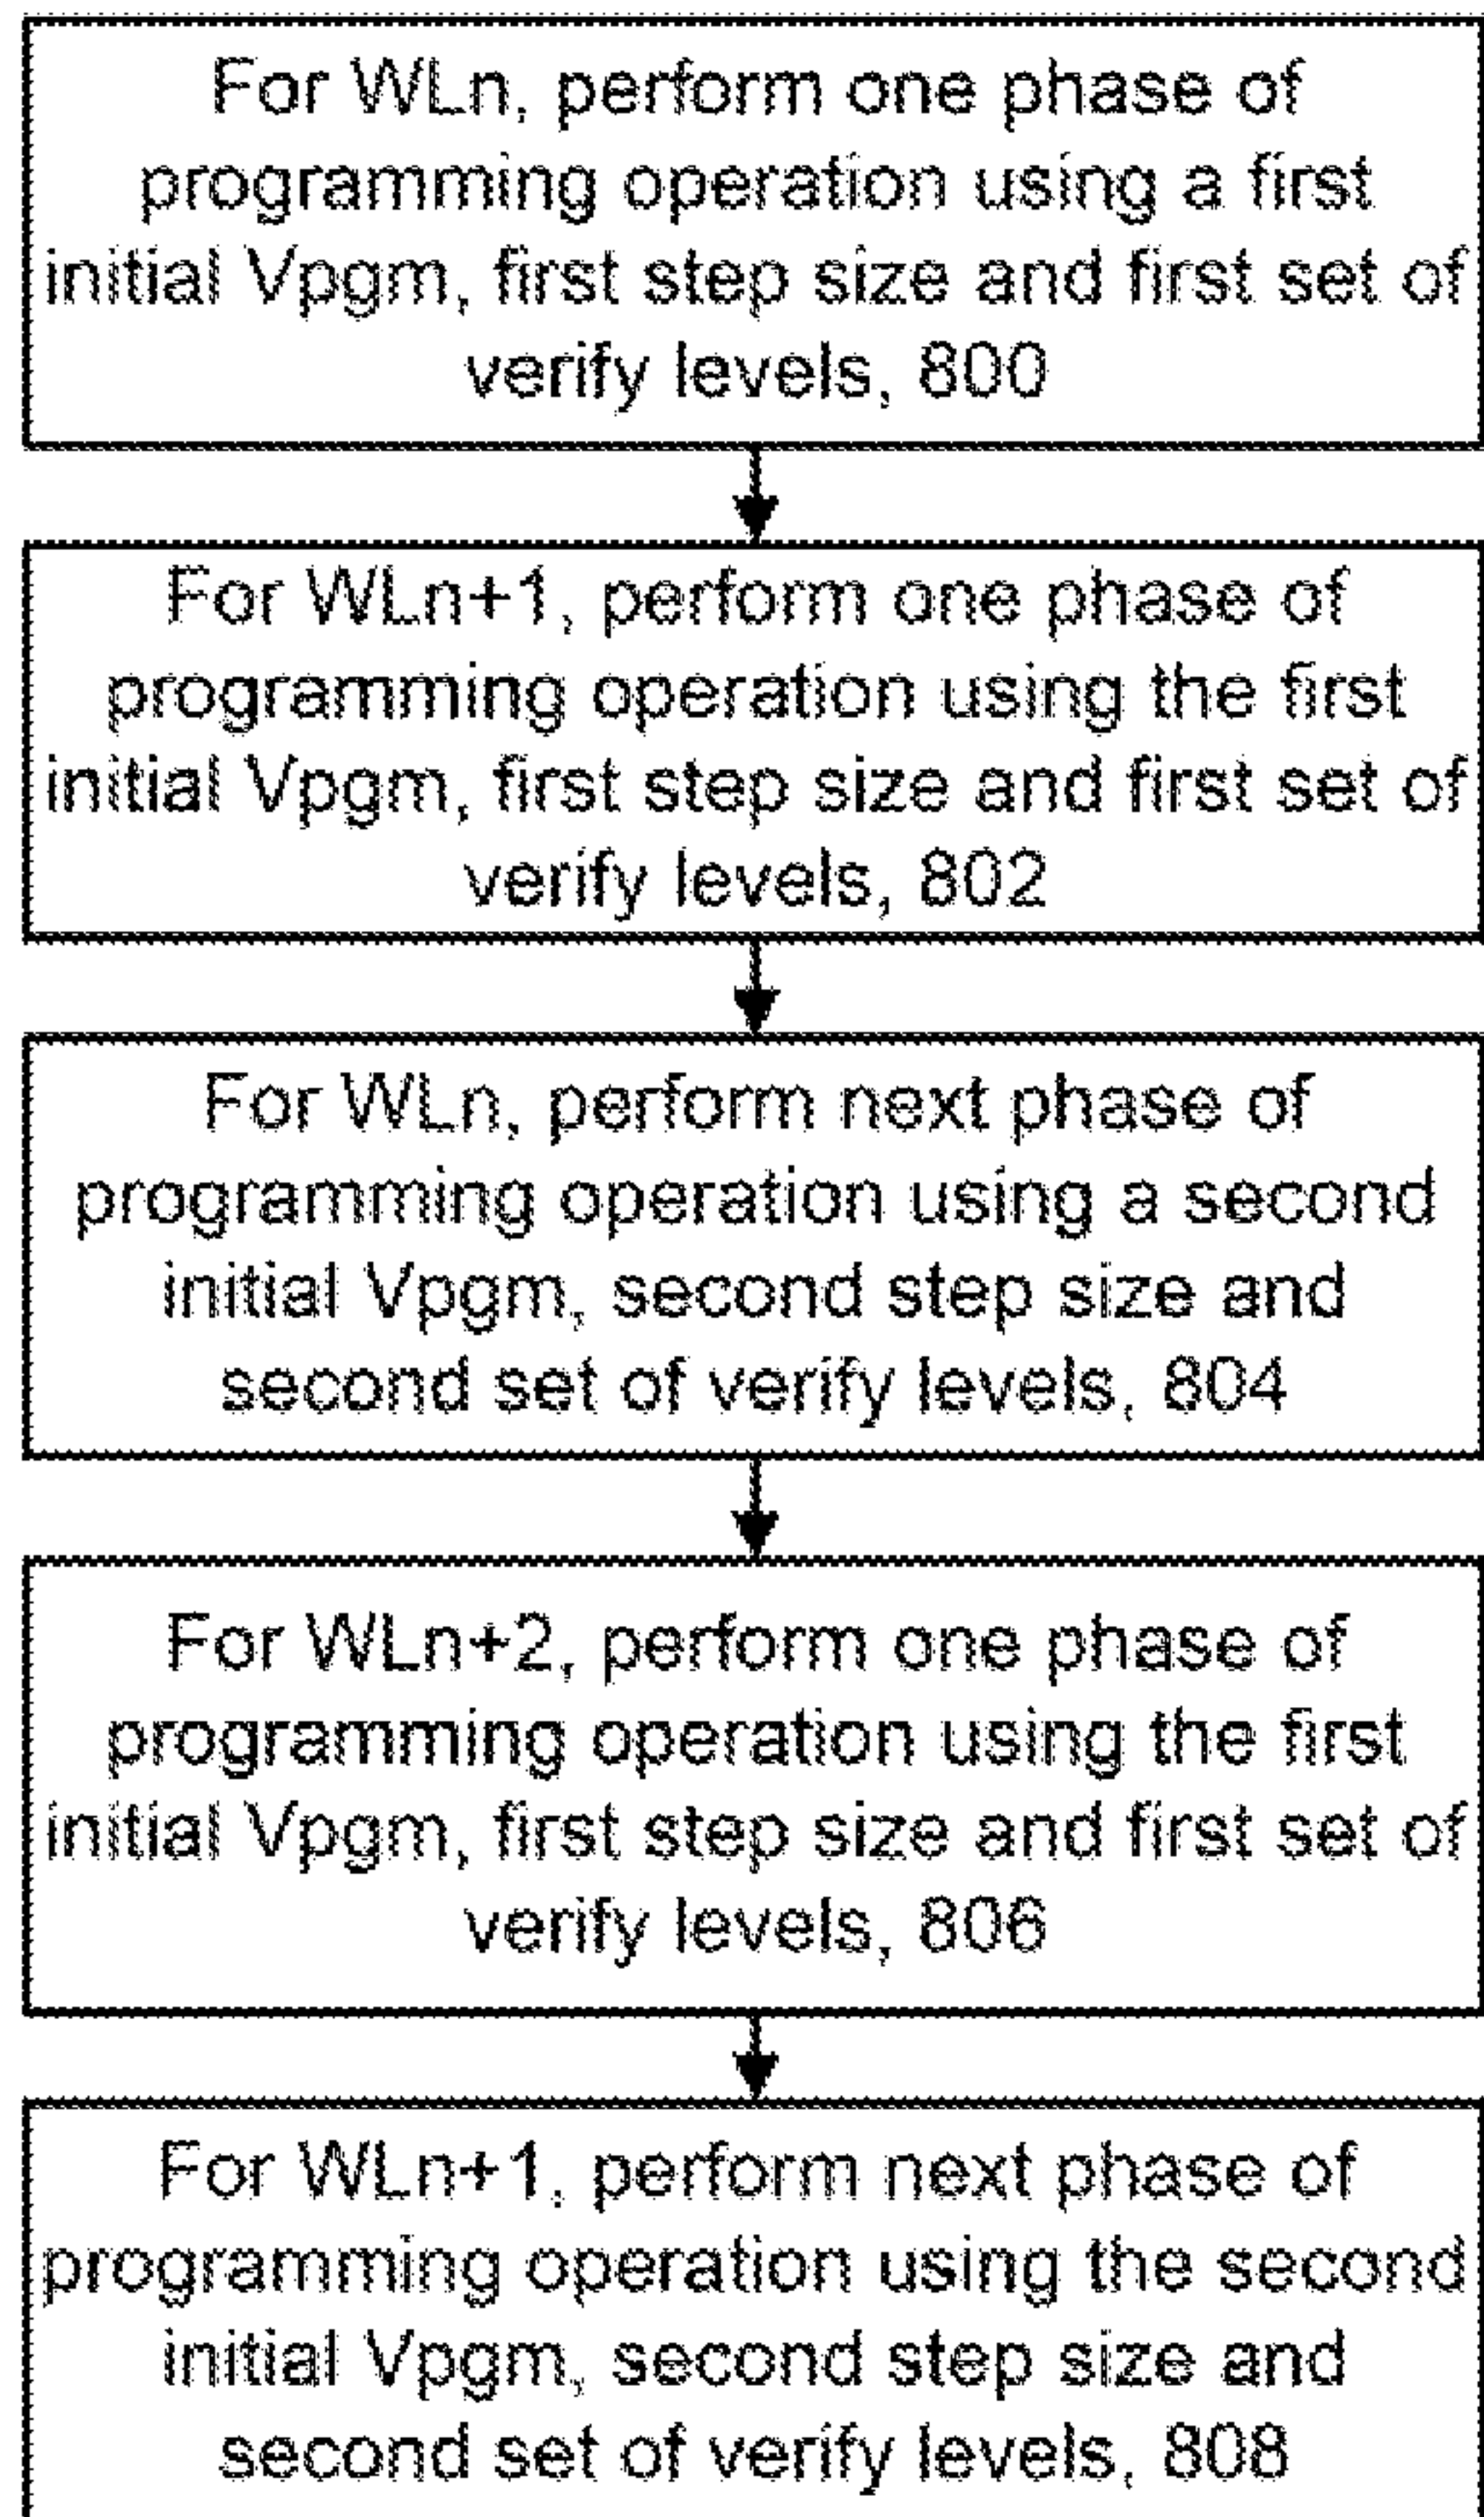 For WLn, perform one phase of
programming operation using a first
initial Vpgm, first step size and first set of
verify levels, 800
For WLn+1, perform one phase of
programming operation using the first
initial Vpgm, first step size and first set of
verify levels, 802
For WLn, perform next phase of
programming operation using a second
initial Vpgm, second step size and
second set of verify levels, 804
For WLn+2, perform one phase of
programming operation using the first
initial Vpgm, first step size and first set of
verify levels, 806
For WLn+1, perform next phase of
programming operation using the second
initial Vpgm, second step size and
second set of verify levels, 808